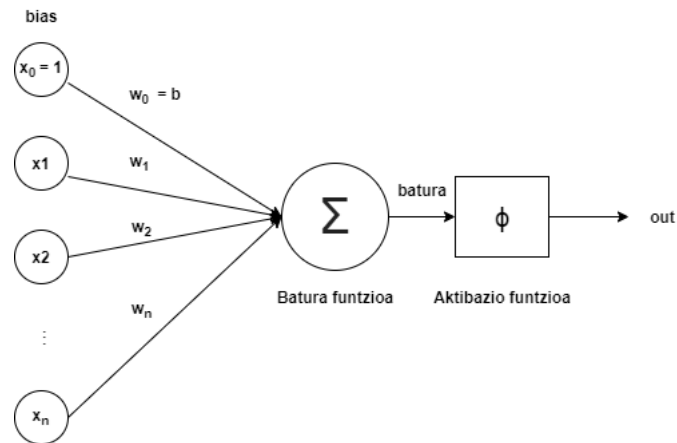 bias
x₀ = 1
w₀ = b
x1
w₁
x2
w₂
⋮
wₙ
xₙ
Σ
batura
ϕ
out
Batura funtzioa
Aktibazio funtzioa